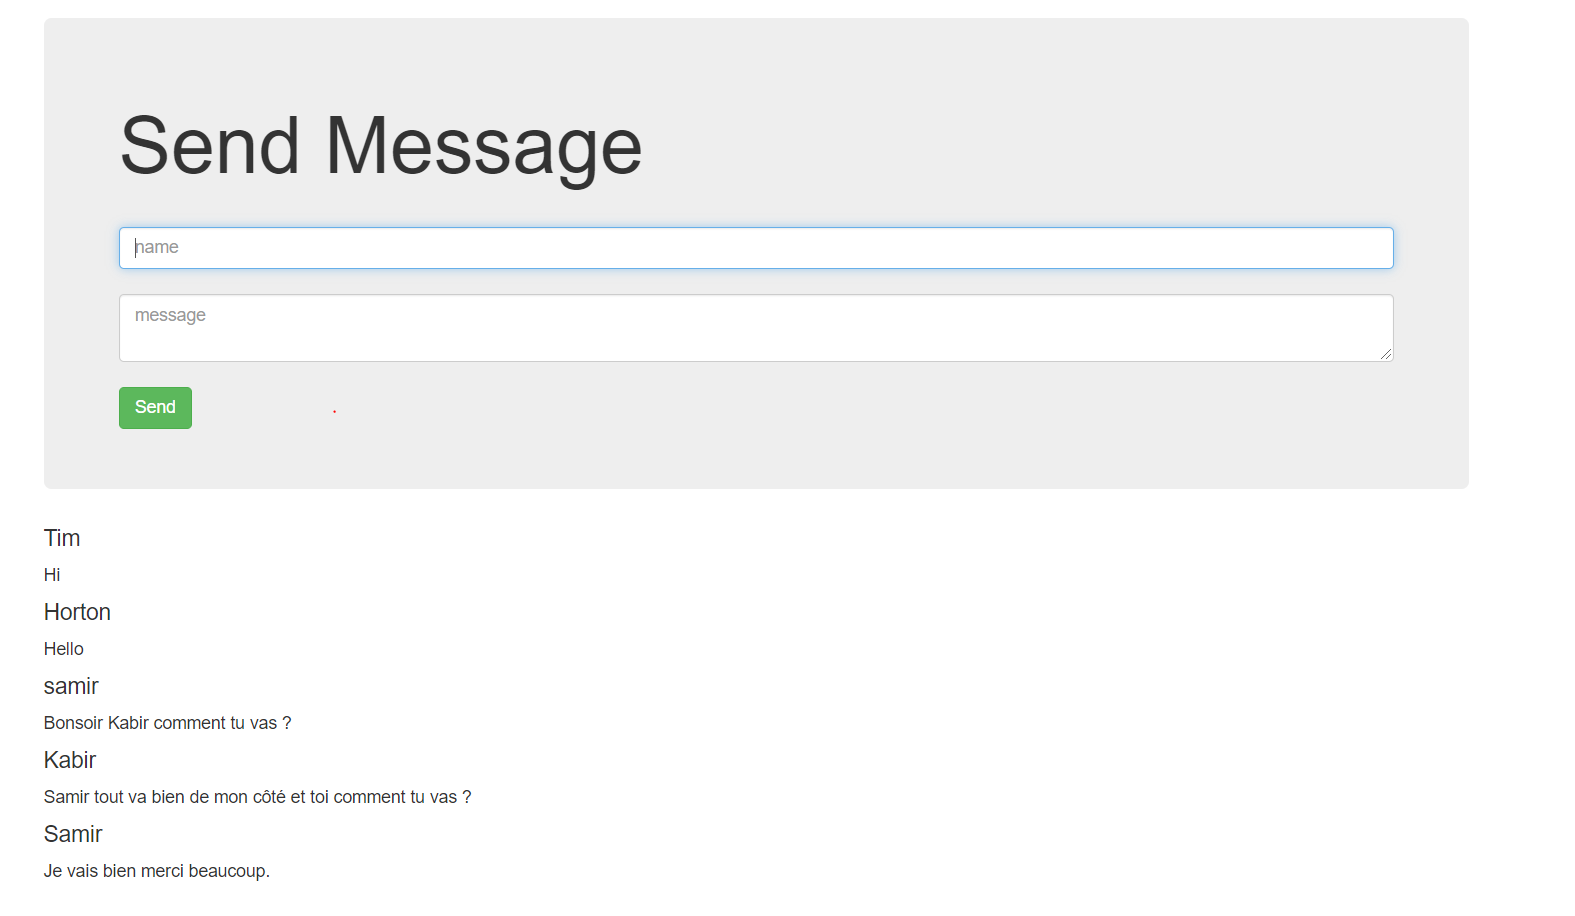 Send Message
name
message
Send
Tim
Hi
Horton
Hello
samir
Bonsoir Kabir comment tu vas ?
Kabir
Samir tout va bien de mon côté et toi comment tu vas ?
Samir
Je vais bien merci beaucoup.